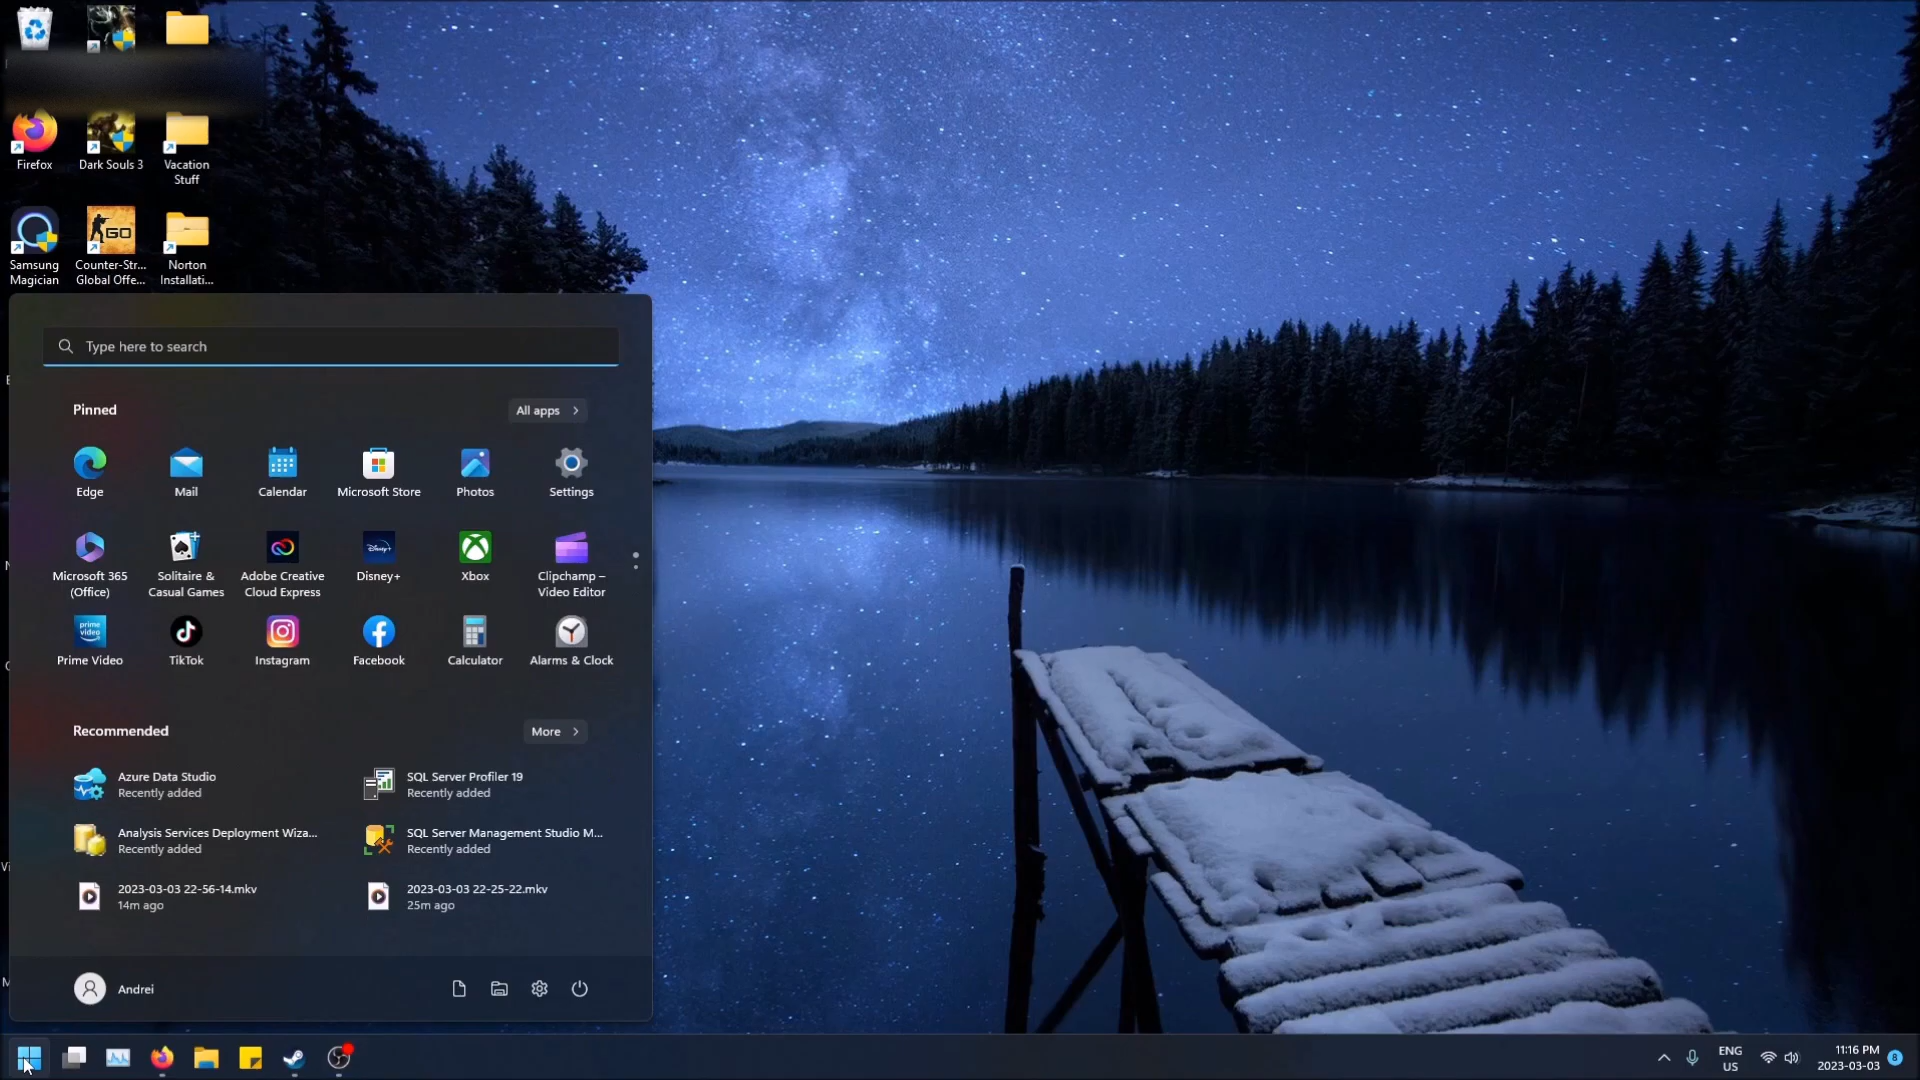 Firefox
Dark Souls 3
Vacation
Stuff
Samsung
Magician
Counter-Str...
Global Offe...
Norton
Installati...
GO
Type here to search
Pinned
All apps
Edge
Mail
Calendar
Microsoft Store
Photos
Settings
Microsoft 365
(Office)
Solitaire &
Casual Games
Adobe Creative
Cloud Express
Disney+
Disney+
Xbox
Clipchamp –
Video Editor
prime
video
Prime Video
TikTok
Instagram
Facebook
Calculator
Alarms & Clock
Recommended
More
Azure Data Studio
Recently added
SQL Server Profiler 19
Recently added
Analysis Services Deployment Wiza...
Recently added
SQL Server Management Studio M...
Recently added
2023-03-03 22-56-14.mkv
14m ago
2023-03-03 22-25-22.mkv
25m ago
Andrei
ENG
US
11:16 PM
2023-03-03
8